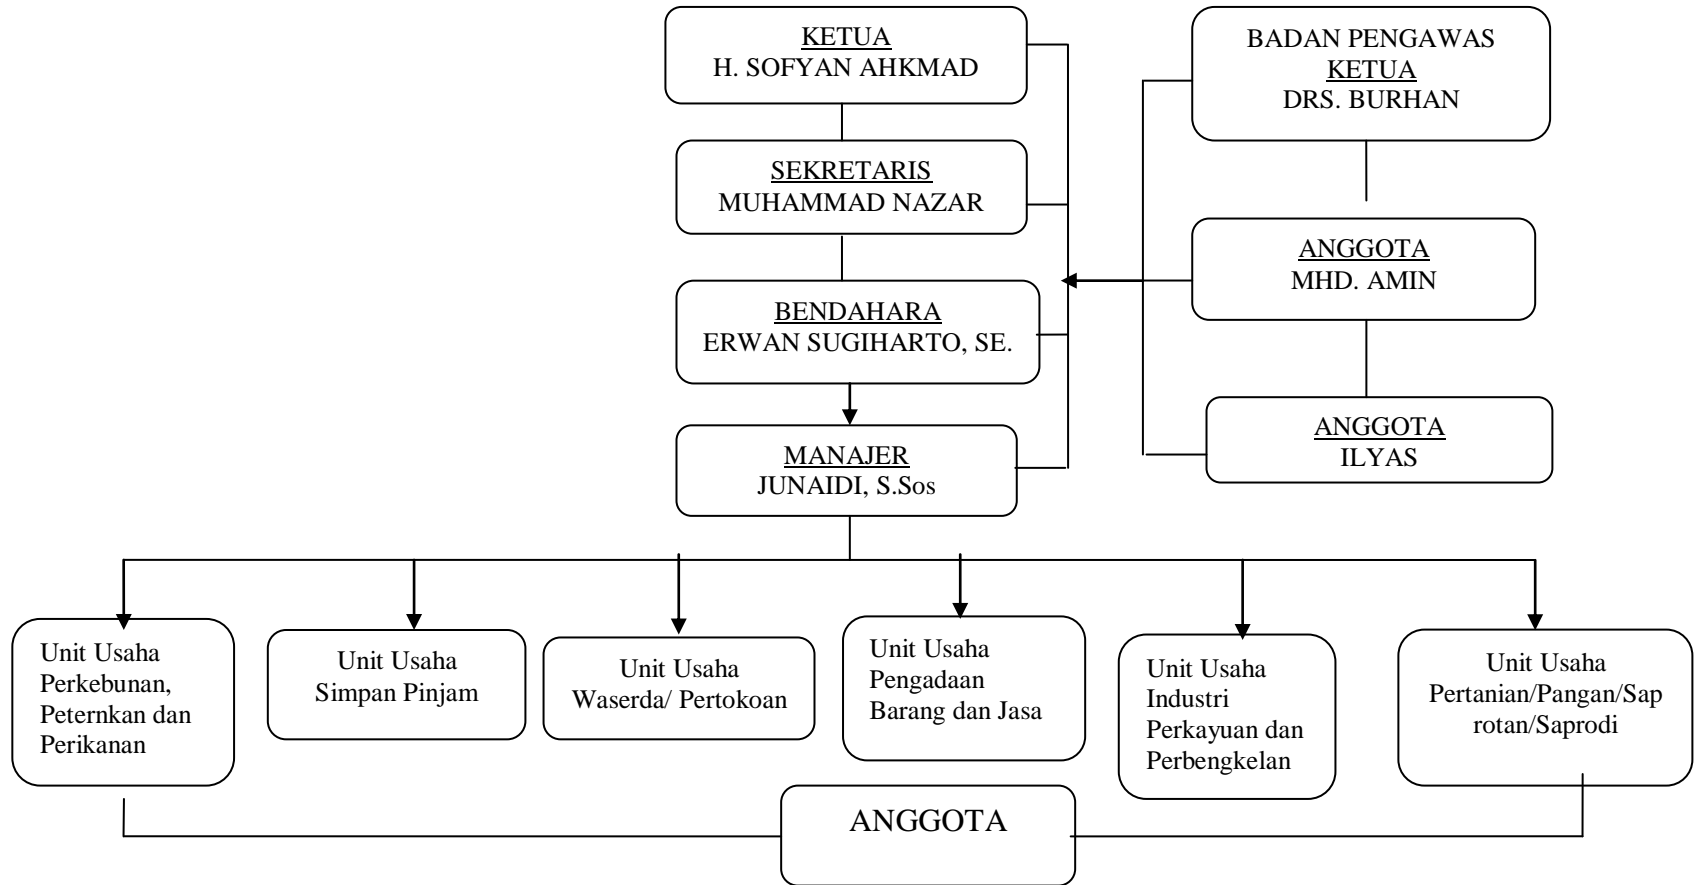 KETUA
H. SOFYAN AHKMAD
BADAN PENGAWAS
KETUA
DRS. BURHAN
SEKRETARIS
MUHAMMAD NAZAR
ANGGOTA
MHD. AMIN
BENDAHARA
ERWAN SUGIHARTO, SE.
ANGGOTA
ILYAS
MANAJER
JUNAIDI, S.Sos
Unit Usaha
Perkebunan,
Peternkan dan
Perikanan
Unit Usaha
Simpan Pinjam
Unit Usaha
Waserda/ Pertokoan
Unit Usaha
Pengadaan
Barang dan Jasa
Unit Usaha
Industri
Perkayuan dan
Perbengkelan
Unit Usaha
Pertanian/Pangan/Sap
rotan/Saprodi
ANGGOTA